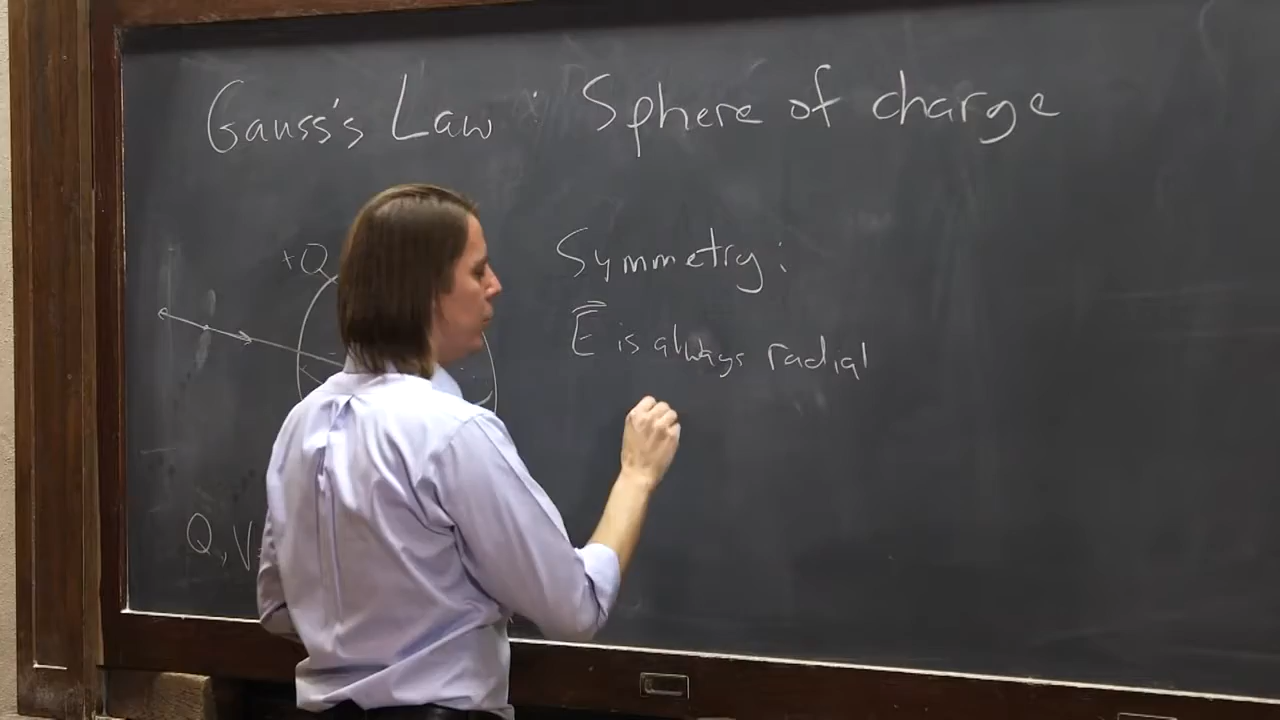 Gauss's Law : Sphere of charge
+Q
Symmetry:
E is always radial
Q, V=